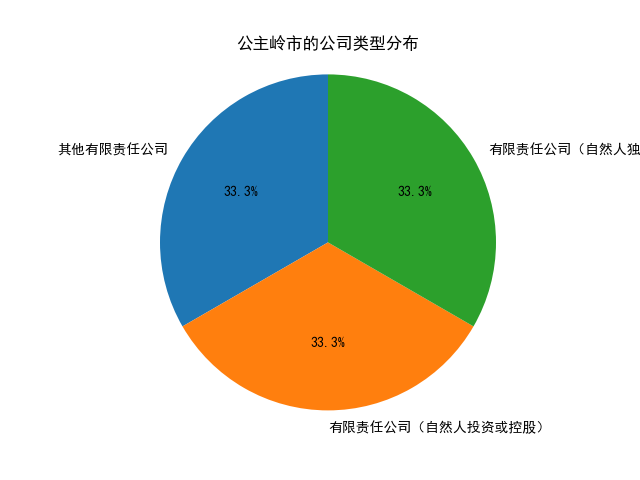 公主岭市的公司类型分布
其他有限责任公司
有限责任公司（自然人独
33.3%
33.3%
33.3%
有限责任公司（自然人投资或控股）